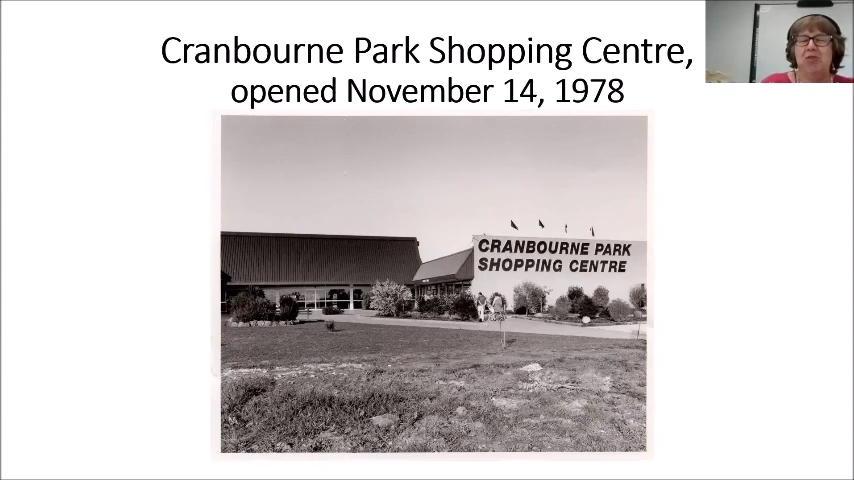 Cranbourne Park Shopping Centre,
opened November 14, 1978
CRANBOURNE PARK
SHOPPING CENTRE